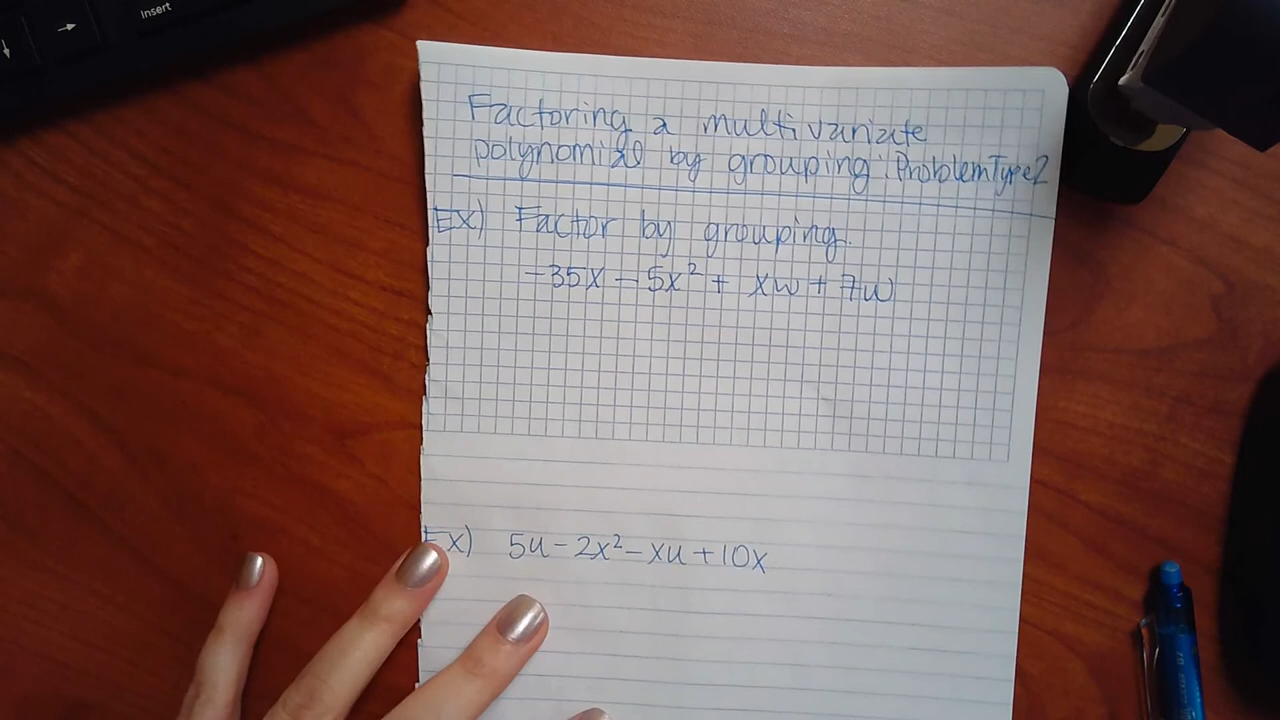 Insert
Factoring a multivariate
polynomial by grouping: Problem Type 2
EX) Factor by grouping.
-35x - 5x² + xw + 7w
Ex) 5u - 2x² - xu + 10x